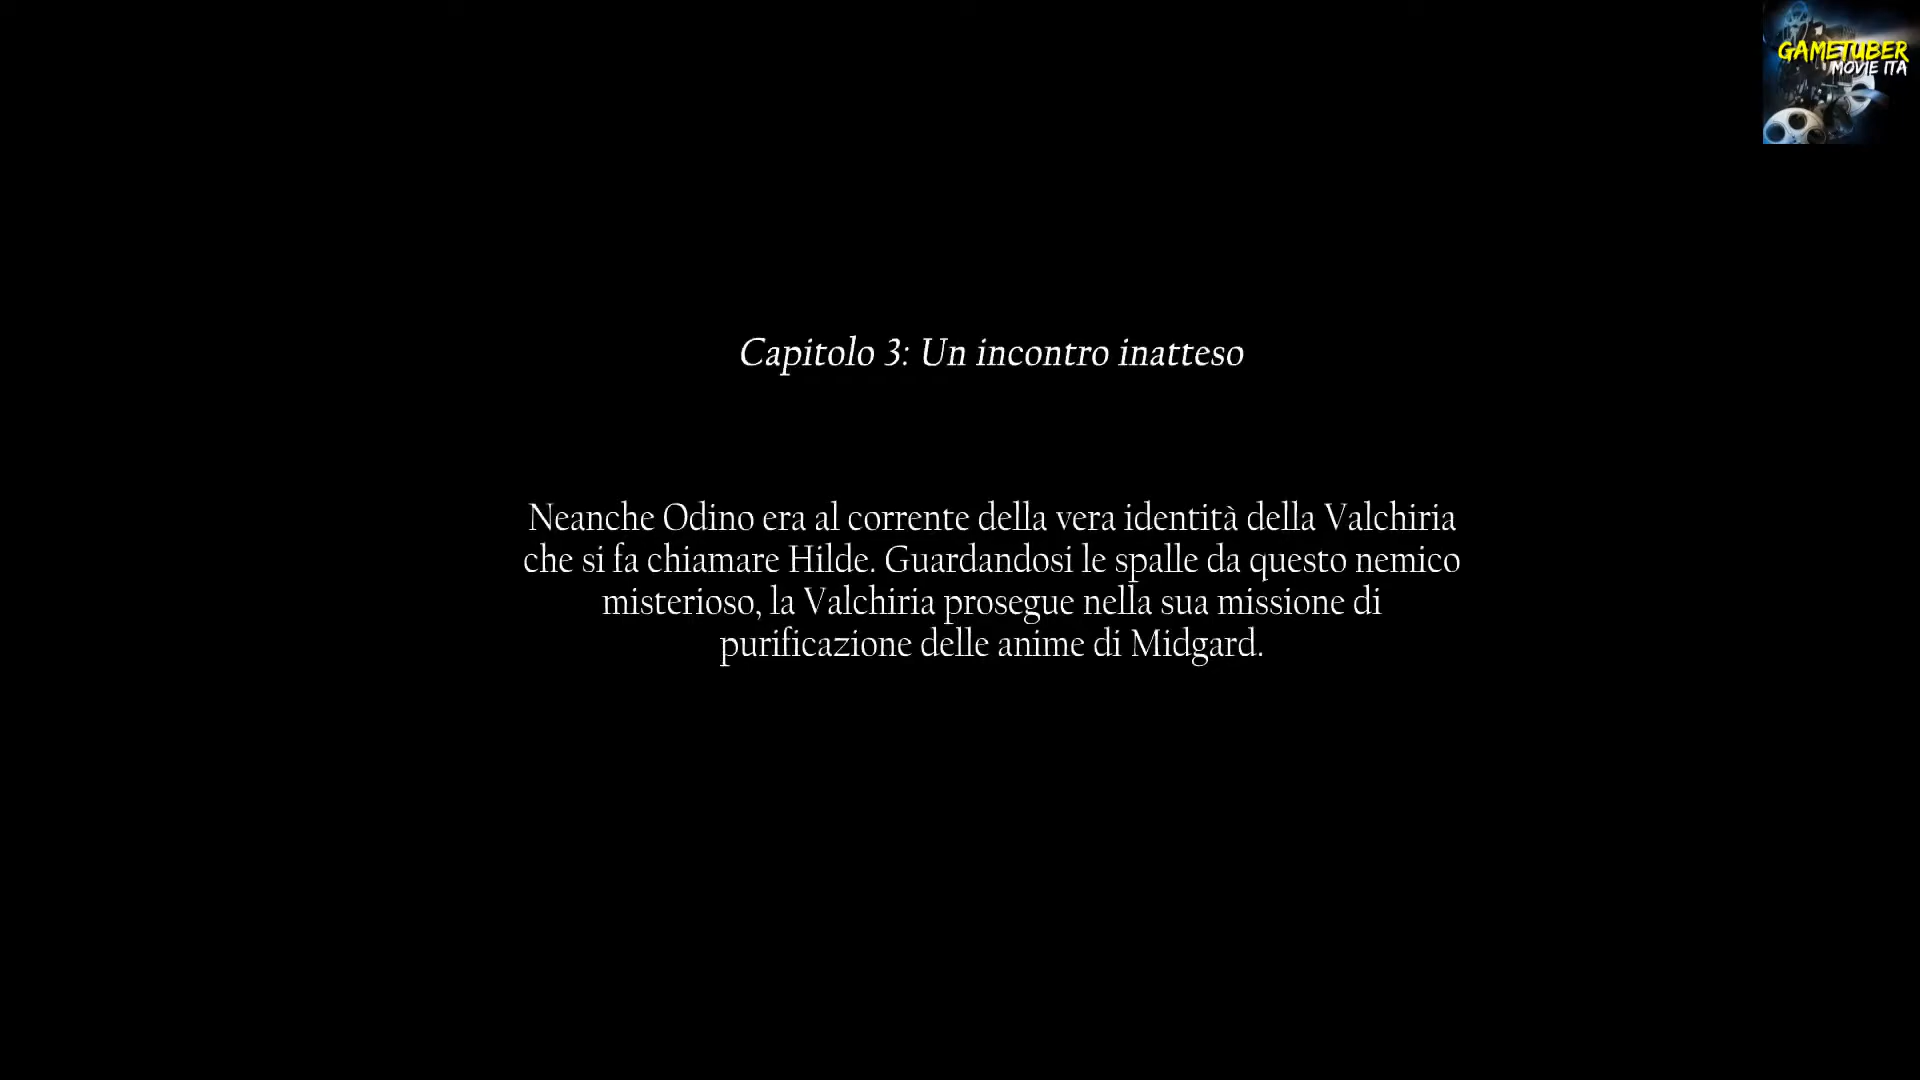 GAMETUBER
MOVIE ITA
Capitolo 3: Un incontro inatteso
Neanche Odino era al corrente della vera identità della Valchiria
che si fa chiamare Hilde. Guardandosi le spalle da questo nemico
misterioso, la Valchiria prosegue nella sua missione di
purificazione delle anime di Midgard.